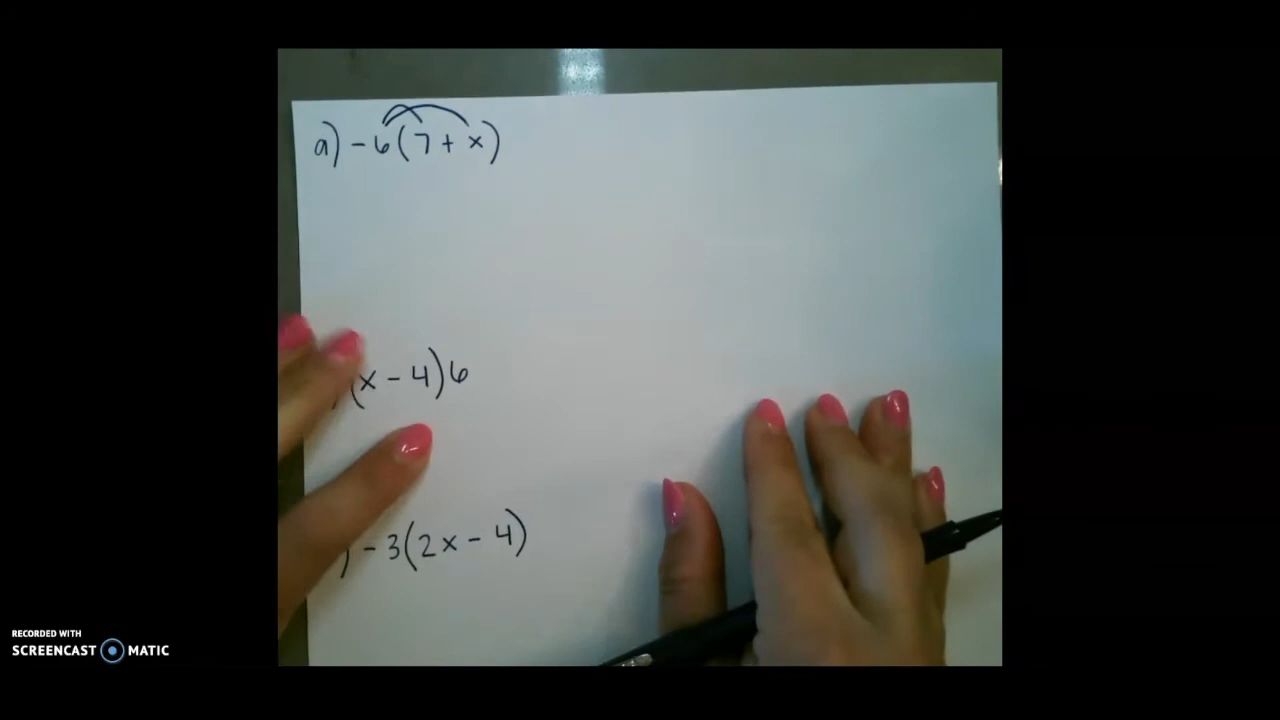 a) -6(7 + x)
(x - 4)6
) -3(2x - 4)
RECORDED WITH
SCREENCAST MATIC